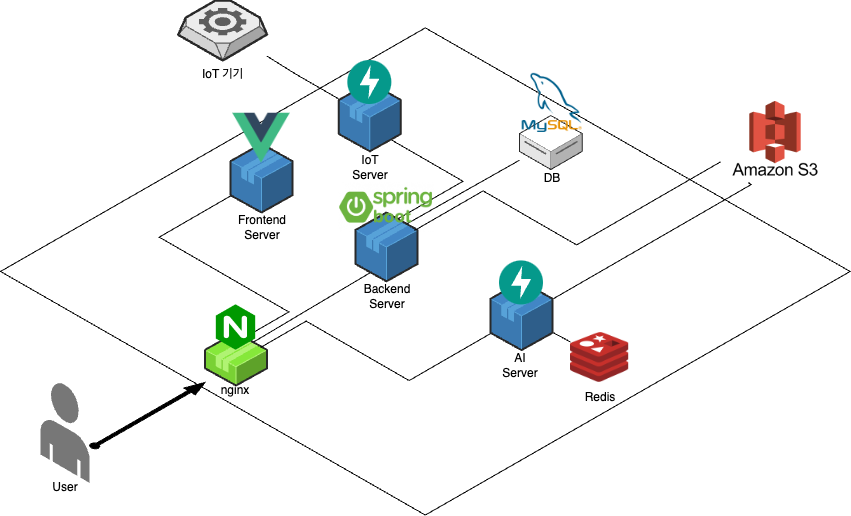 IoT 기기
IoT
Server
MySQL
DB
Amazon S3
Frontend
Server
spring
boot
Backend
Server
N
nginx
AI
Server
Redis
User